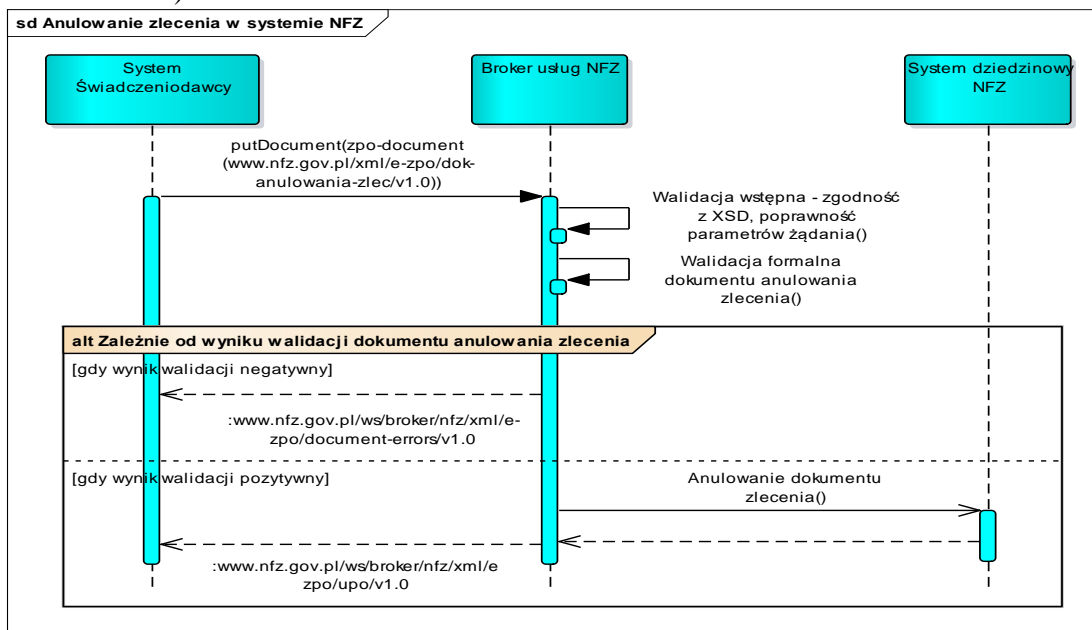 )
sd Anulowanie zlecenia w systemie NFZ
System
Świadczeniodawcy
Broker usług NFZ
System dziedzinowy
NFZ
putDocument(zpo-document
(www.nfz.gov.pl/xml/e-zpo/dok-
anulowania-zlec/v1.0))
Walidacja wstępna - zgodność
z XSD, poprawność
parametrów żądania()
Walidacja formalna
dokumentu anulowania
zlecenia()
alt Zależnie od wyniku walidacji dokumentu anulowania zlecenia
[gdy wynik walidacji negatywny]
:www.nfz.gov.pl/ws/broker/nfz/xml/e-
zpo/document-errors/v1.0
[gdy wynik walidacji pozytywny]
Anulowanie dokumentu
zlecenia()
:www.nfz.gov.pl/ws/broker/nfz/xml/e
zpo/upo/v1.0